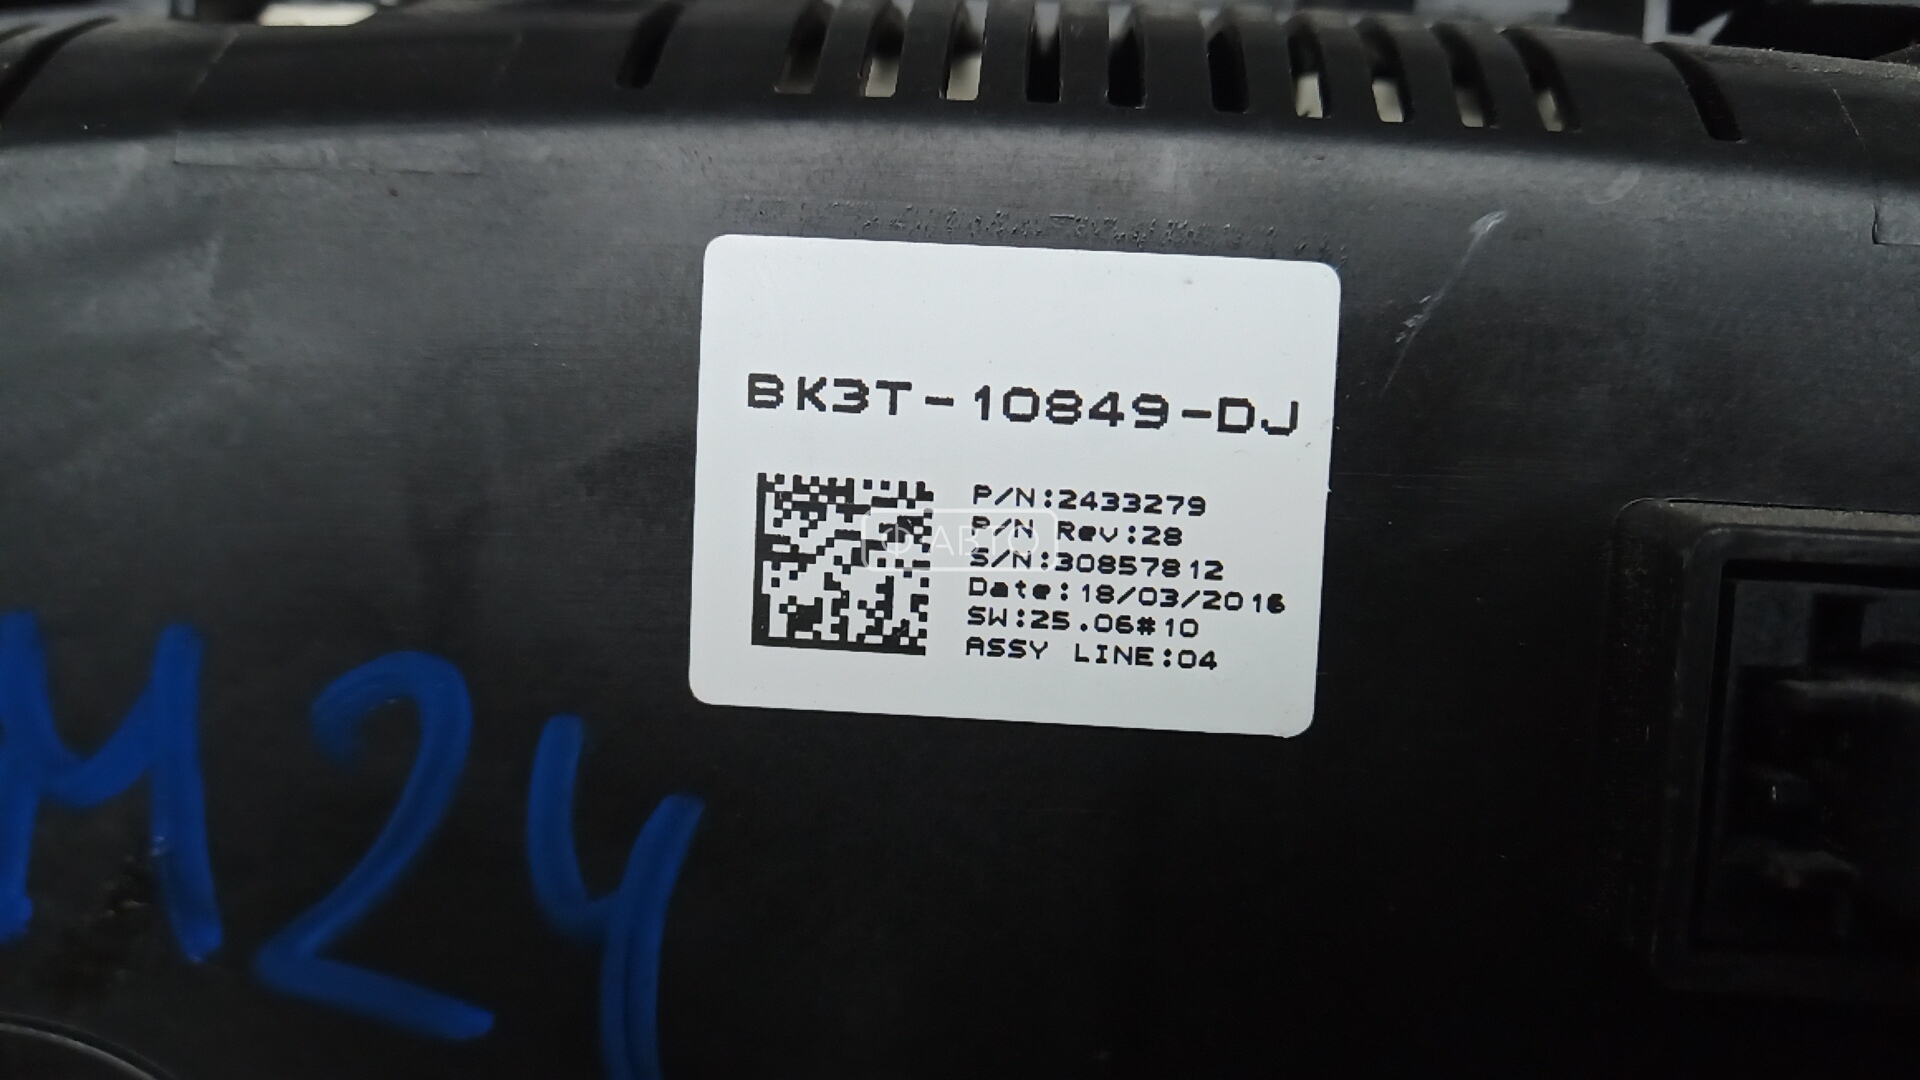 BK3T-10849-DJ
P/N:2433279
P/N Rev:28
S/N:30857812
Date:18/03/2016
SW:25.06#10
ASSY LINE:04
ФАВТО
M24